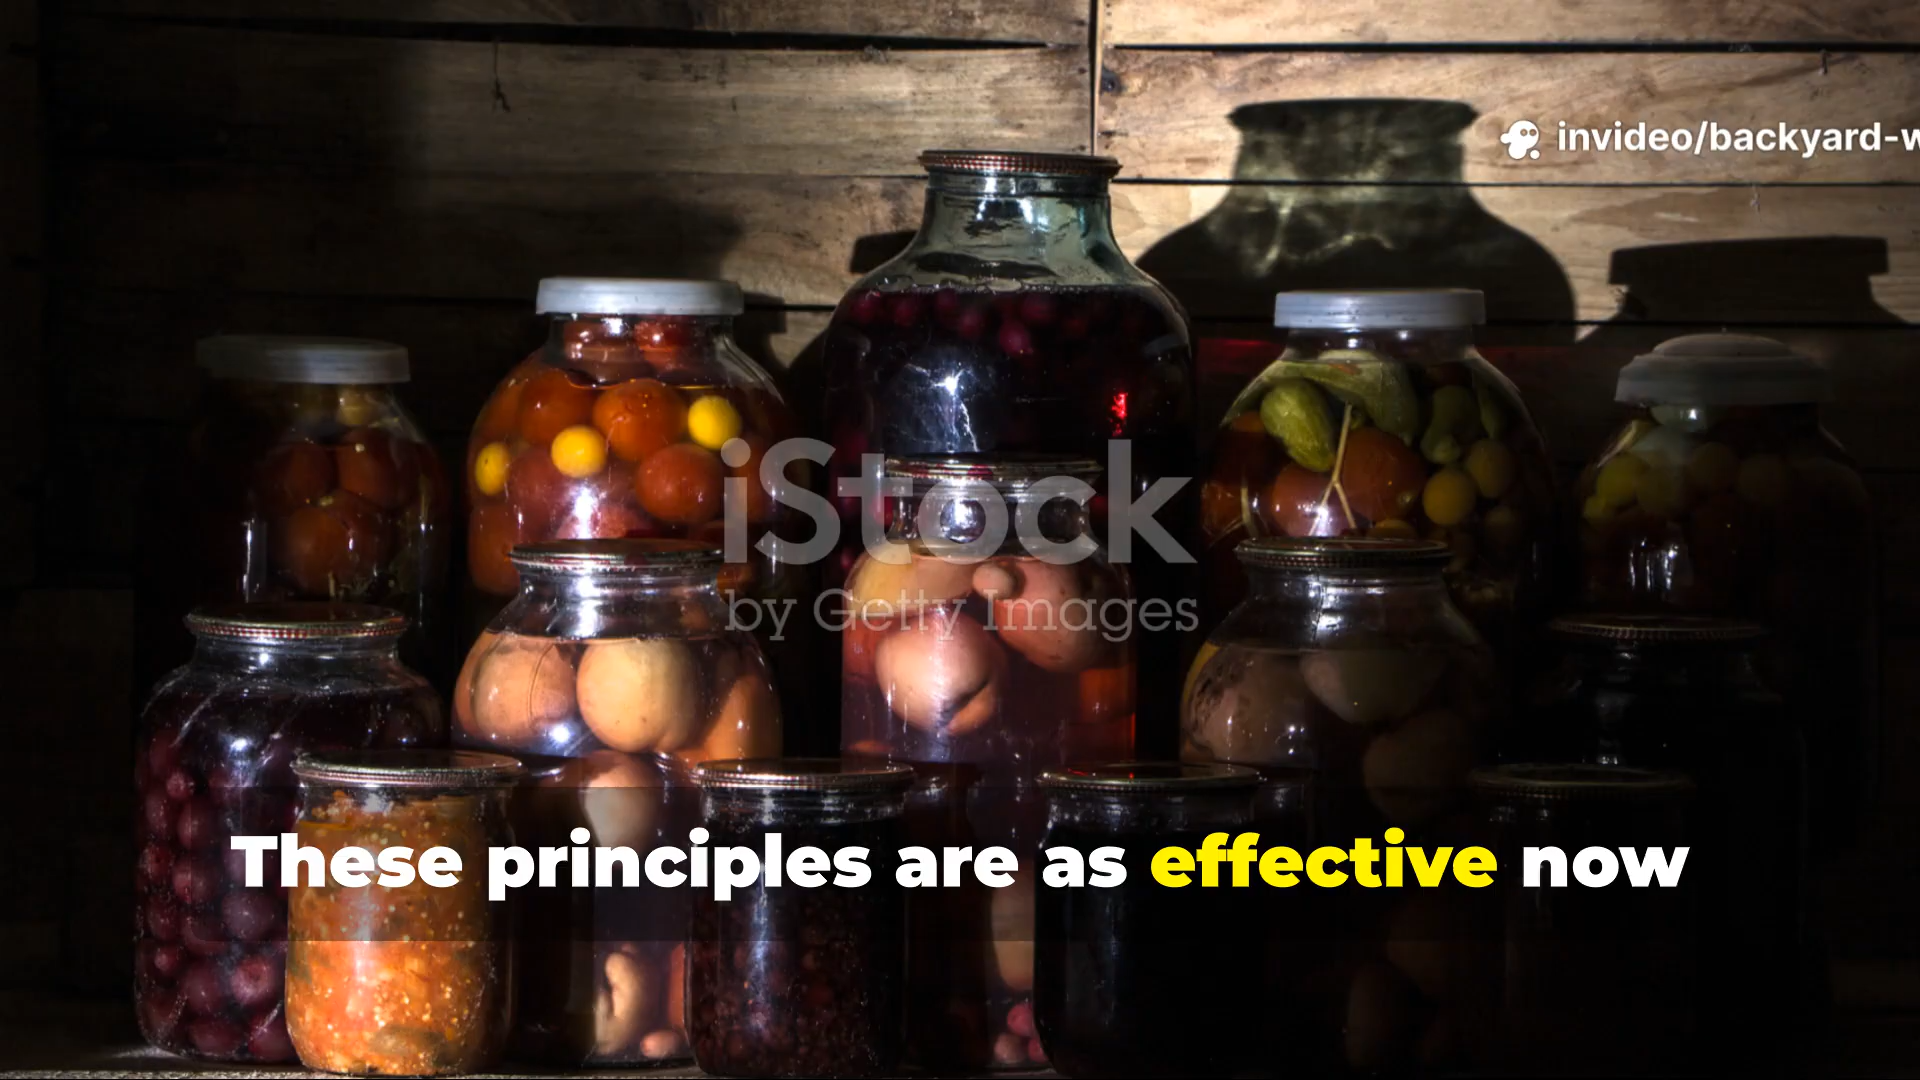 invideo/backyard-w
iStock
by Getty Images
These principles are as effective now